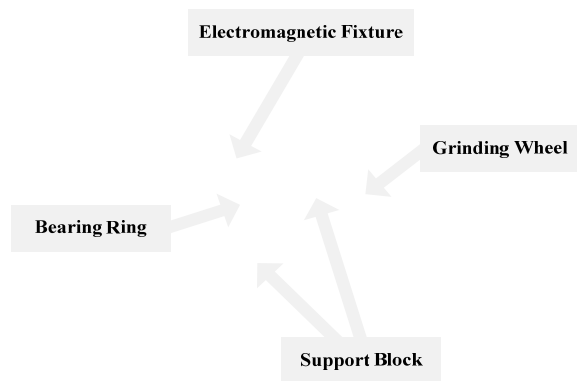 Electromagnetic Fixture
Grinding Wheel
Bearing Ring
Support Block